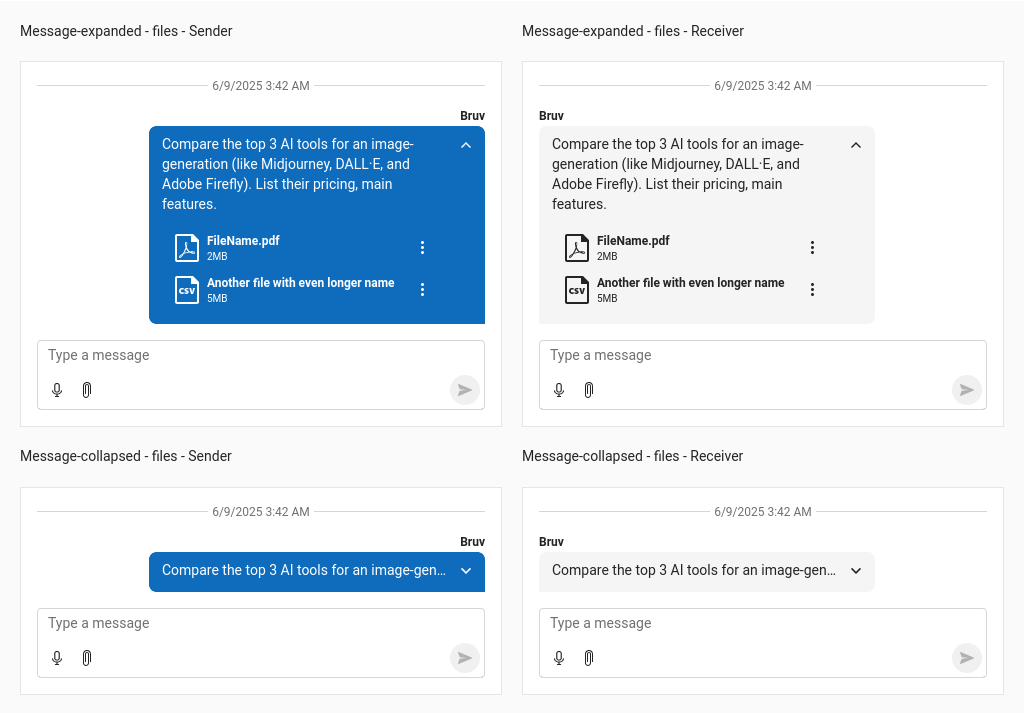 Message-expanded - files - Sender
6/9/2025 3:42 AM
Bruv
Compare the top 3 AI tools for an image-
generation (like Midjourney, DALL·E, and
Adobe Firefly). List their pricing, main
features.
FileName.pdf
2MB
csv
Another file with even longer name
5MB
Type a message
Message-expanded - files - Receiver
6/9/2025 3:42 AM
Bruv
Compare the top 3 AI tools for an image-
generation (like Midjourney, DALL·E, and
Adobe Firefly). List their pricing, main
features.
FileName.pdf
2MB
csv
Another file with even longer name
5MB
Type a message
Message-collapsed - files - Sender
6/9/2025 3:42 AM
Bruv
Compare the top 3 AI tools for an image-gen...
Type a message
Message-collapsed - files - Receiver
6/9/2025 3:42 AM
Bruv
Compare the top 3 AI tools for an image-gen...
Type a message